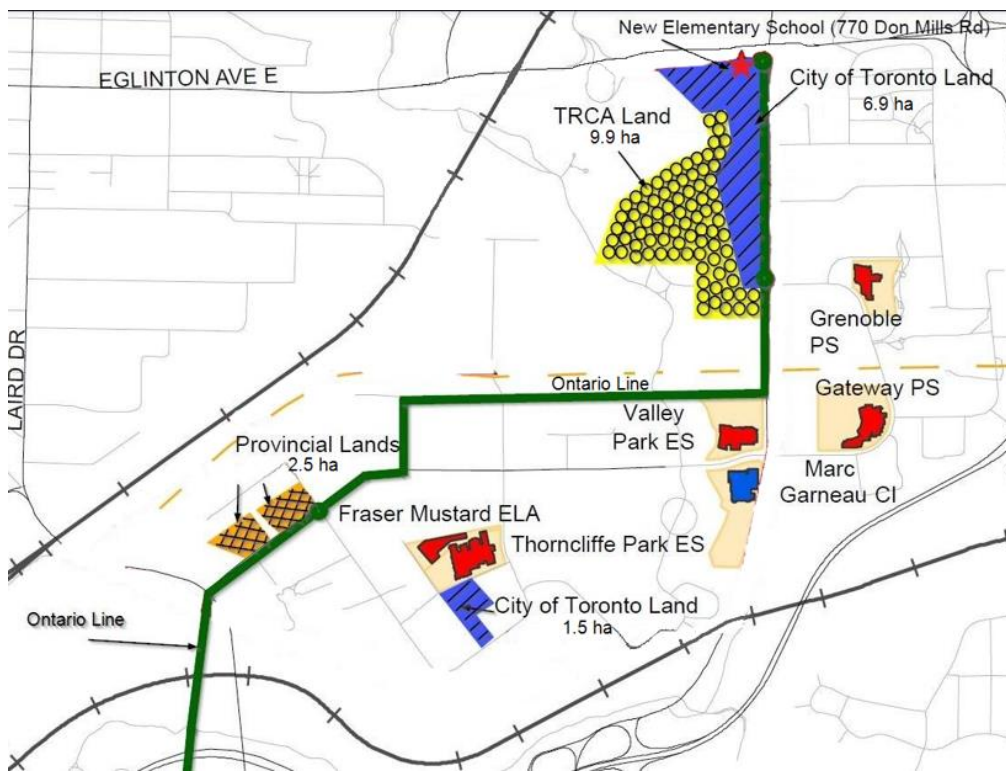 New Elementary School (770 Don Mills Rd)
EGLINTON AVE E
City of Toronto Land
6.9 ha
TRCA Land
9.9 ha
Grenoble
PS
LAIRD DR
Ontario Line
Gateway PS
Valley
Park ES
Provincial Lands
2.5 ha
Marc
Garneau CI
Fraser Mustard ELA
Thorncliffe Park ES
City of Toronto Land
1.5 ha
Ontario Line